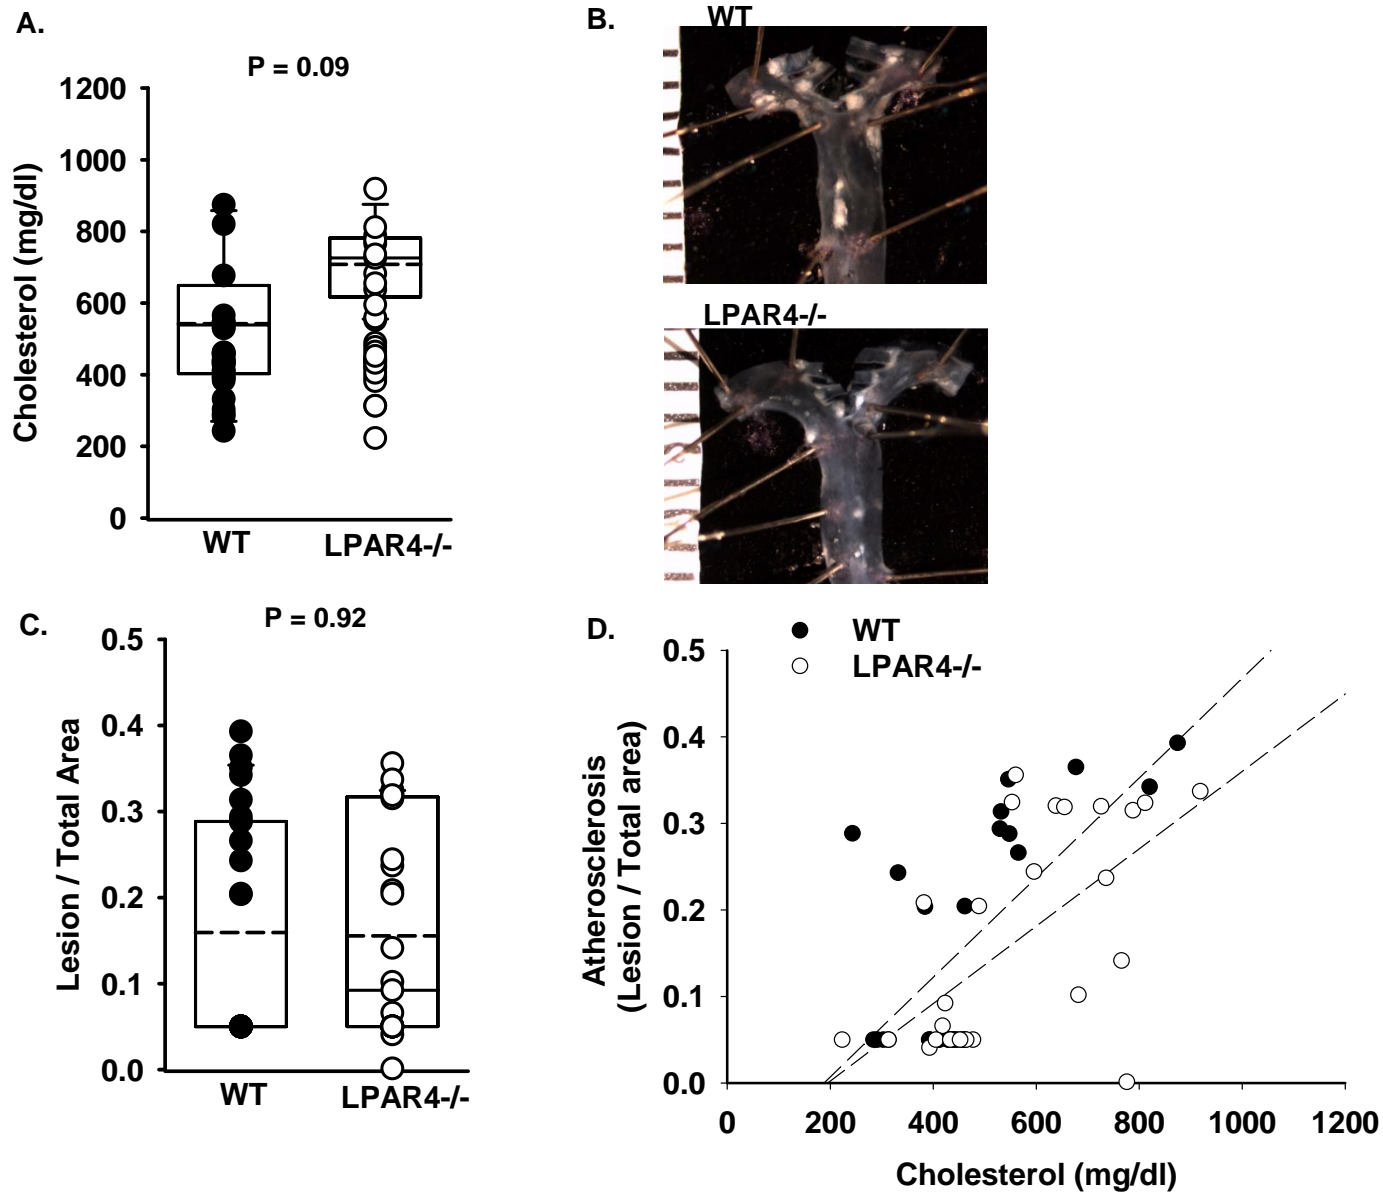 A.
P = 0.09
1200
1000
800
600
400
200
0
Cholesterol (mg/dl)
WT
LPAR4-/-
B.
WT
LPAR4-/-
C.
P = 0.92
0.5
0.4
0.3
0.2
0.1
0.0
Lesion / Total Area
WT
LPAR4-/-
D.
WT
LPAR4-/-
0.5
0.4
0.3
0.2
0.1
0.0
Atherosclerosis
(Lesion / Total area)
0 200 400 600 800 1000 1200
Cholesterol (mg/dl)